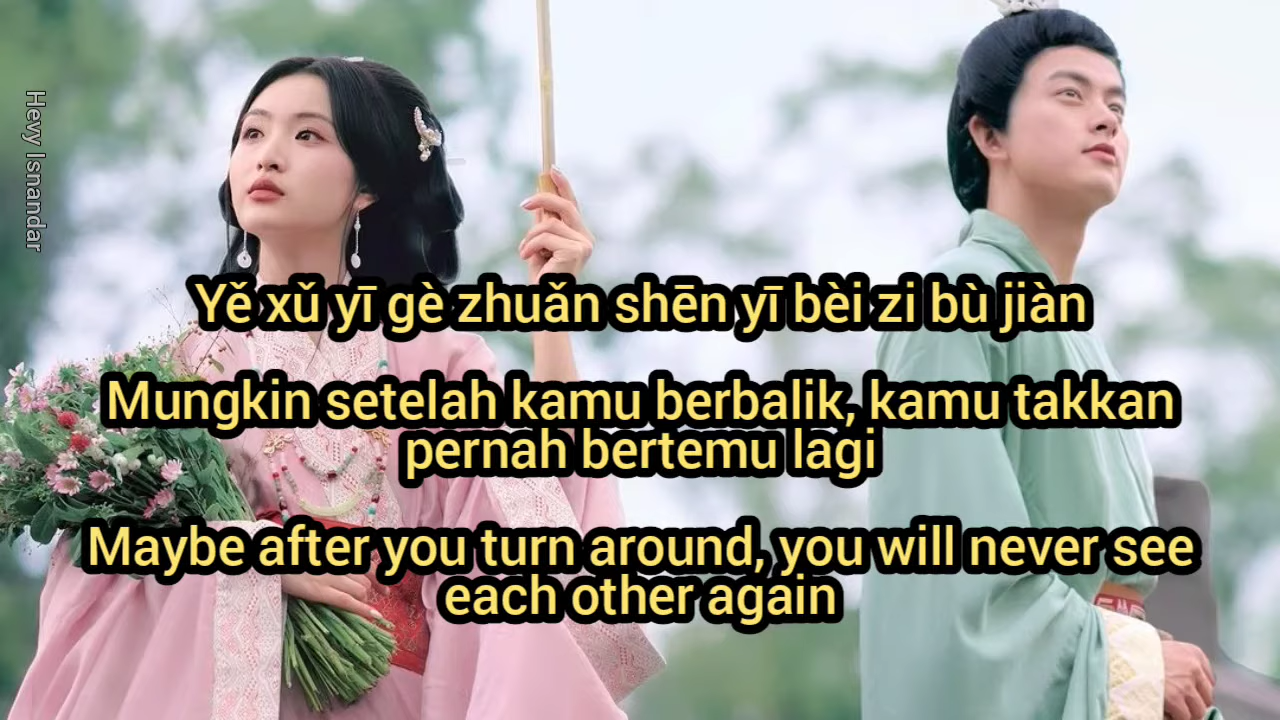 Hevy Isnandar
Yě xǔ yī gè zhuǎn shēn yī bèi zi bù jiàn
Mungkin setelah kamu berbalik, kamu takkan
pernah bertemu lagi
Maybe after you turn around, you will never see
each other again